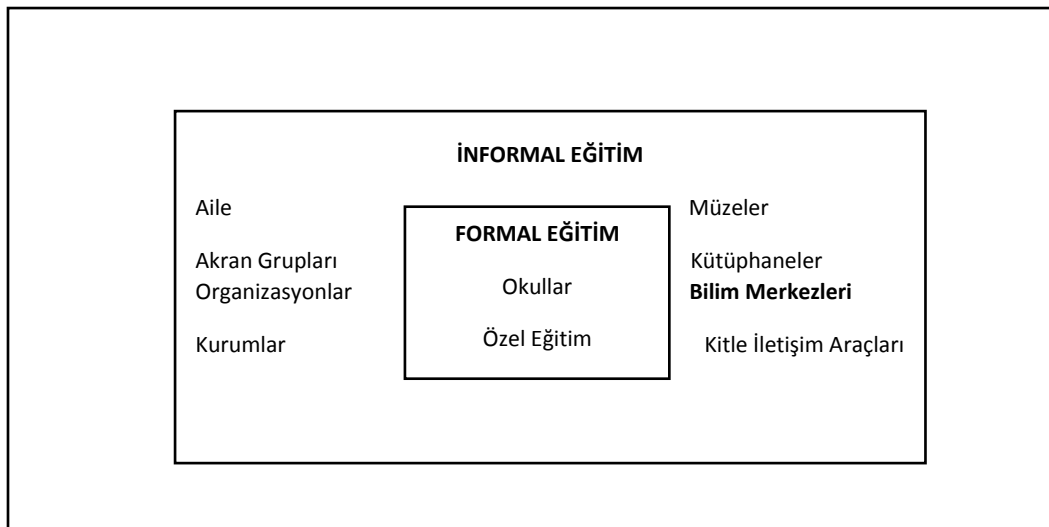 İNFORMAL EĞİTİM
Aile
Müzeler
FORMAL EĞİTİM
Akran Grupları
Kütüphaneler
Okullar
Organizasyonlar
Bilim Merkezleri
Özel Eğitim
Kurumlar
Kitle İletişim Araçları